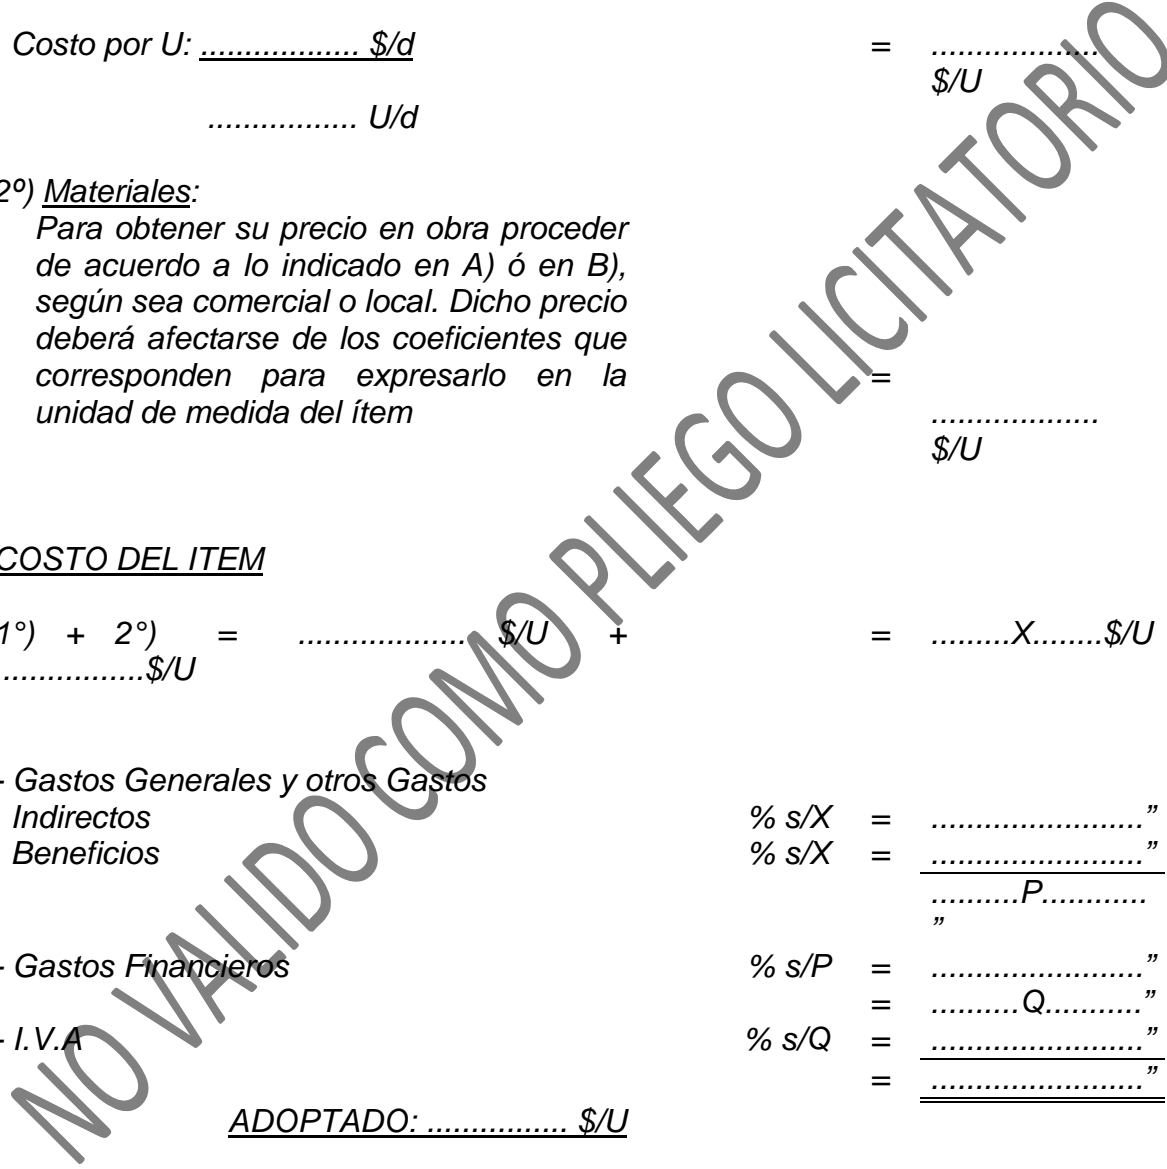 Costo por U: .................. $/d = ...................
$/U
................. U/d
2º) Materiales:
Para obtener su precio en obra proceder
de acuerdo a lo indicado en A) ó en B),
según sea comercial o local. Dicho precio
deberá afectarse de los coeficientes que
corresponden para expresarlo en la =
unidad de medida del ítem ...................
$/U
COSTO DEL ITEM
1°) + 2°) = ................... $/U + = .........X........$/U
................$/U
- Gastos Generales y otros Gastos
Indirectos % s/X = ........................”
Beneficios % s/X = ........................”
..........P............
”
- Gastos Financieros % s/P = ........................”
= ..........Q...........”
- I.V.A % s/Q = ........................”
= ........................”
ADOPTADO: ................ $/U
NO VALIDO COMO PLIEGO LICITATORIO